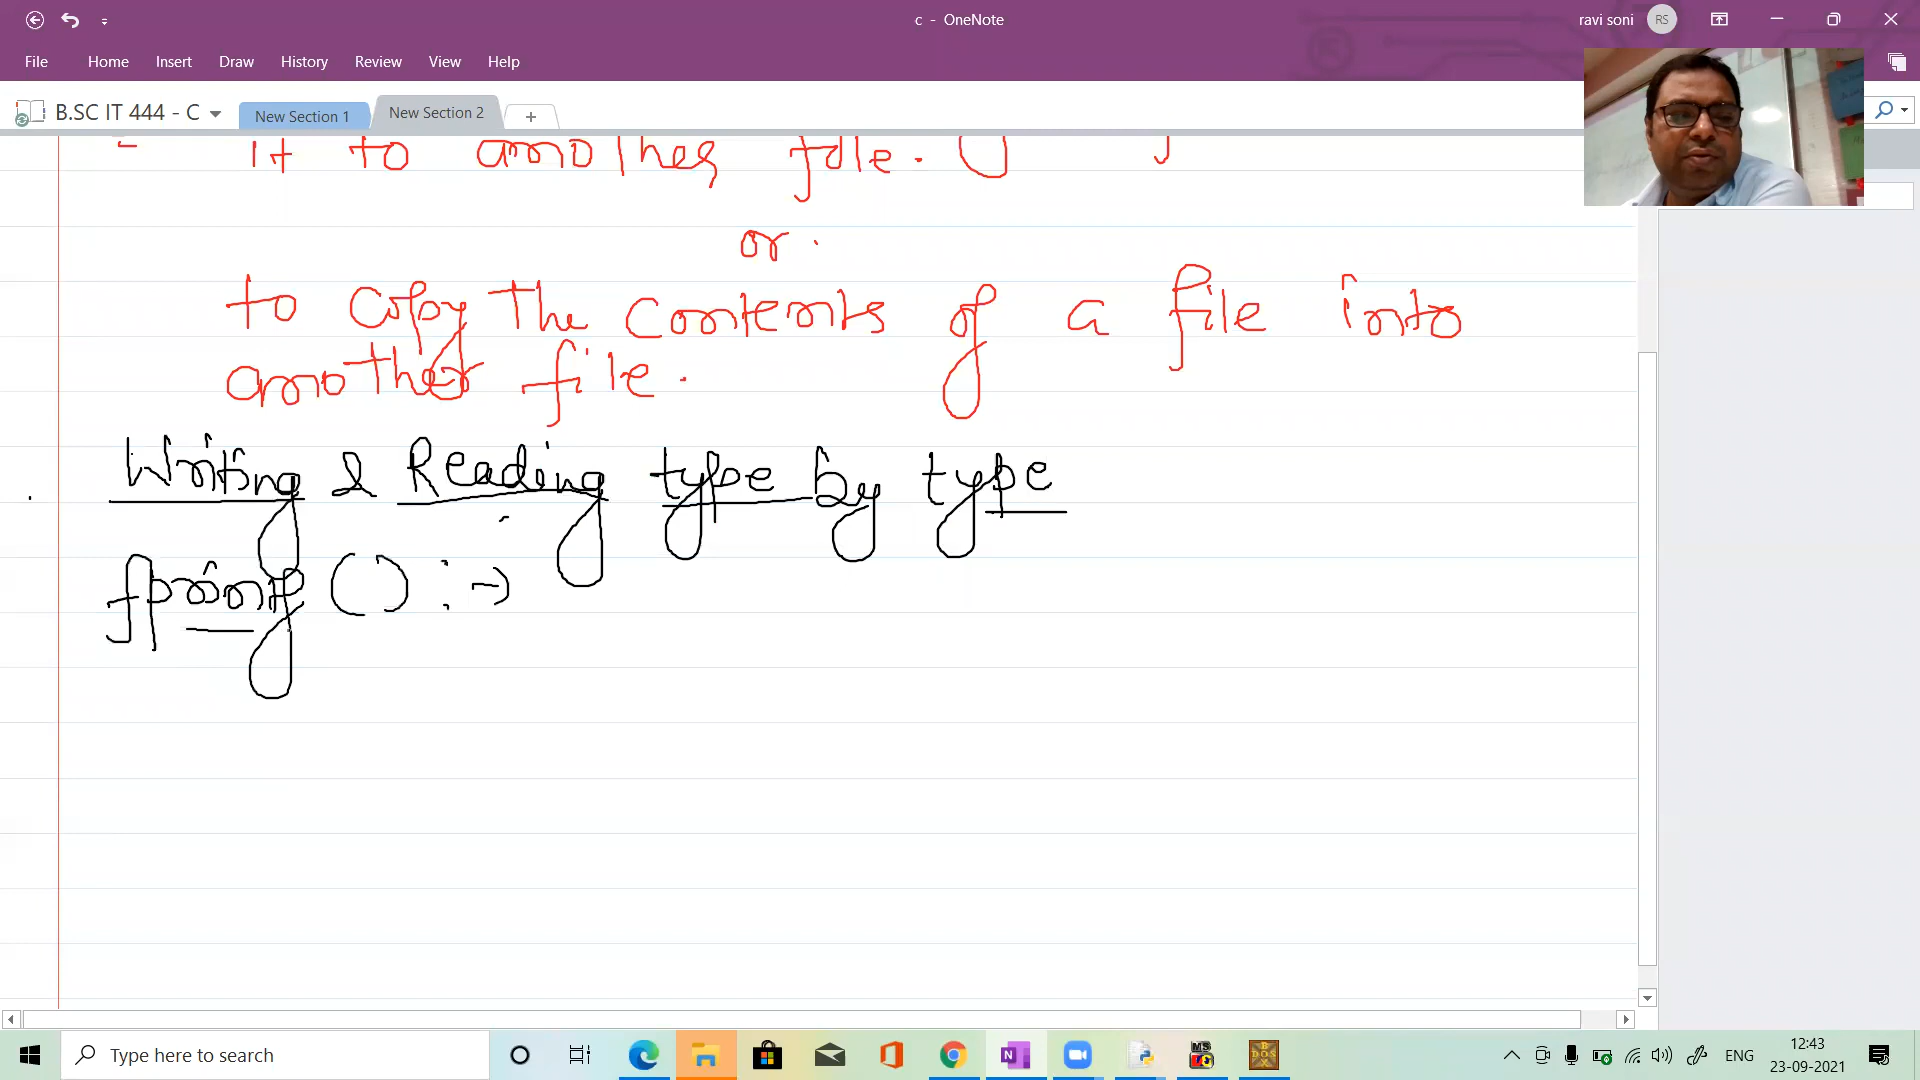 c - OneNote
ravi soni RS
File Home Insert Draw History Review View Help
B.SC IT 444 - C New Section 1 New Section 2 +
it to another file.
or.
to copy the contents of a file into
another file.
Writing & Reading type by type
fprintf () :→
Type here to search
ENG 12:43
23-09-2021